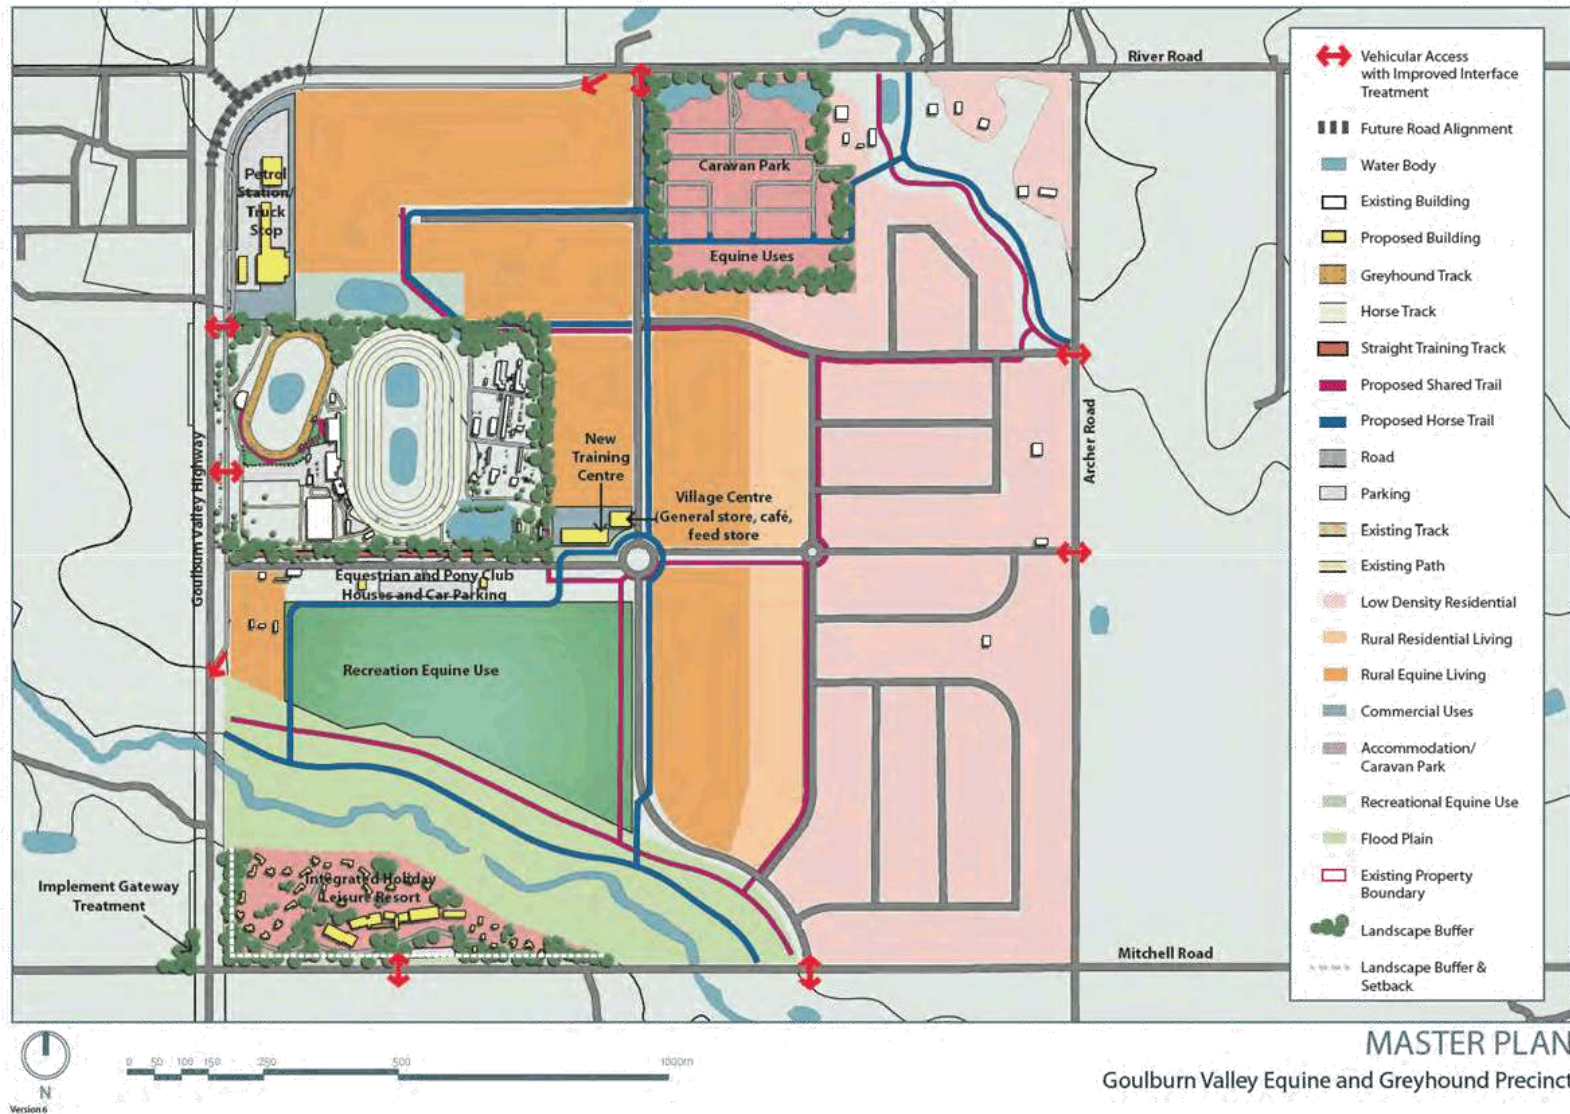 River Road
Caravan Park
Petrol
Station/
Truck
Stop
Equine Uses
New
Training
Centre
Village Centre
(General store, café,
feed store
Goulburn Valley Highway
Archer Road
Equestrian and Pony Club
Houses and Car Parking
Recreation Equine Use
Integrated Holiday
Leisure Resort
Implement Gateway
Treatment
Mitchell Road
Vehicular Access
with Improved Interface
Treatment
Future Road Alignment
Water Body
Existing Building
Proposed Building
Greyhound Track
Horse Track
Straight Training Track
Proposed Shared Trail
Proposed Horse Trail
Road
Parking
Existing Track
Existing Path
Low Density Residential
Rural Residential Living
Rural Equine Living
Commercial Uses
Accommodation/
Caravan Park
Recreational Equine Use
Flood Plain
Existing Property
Boundary
Landscape Buffer
Landscape Buffer &
Setback
N
Version 6
0 50 100 150 250 500 1000m
MASTER PLAN
Goulburn Valley Equine and Greyhound Precinct